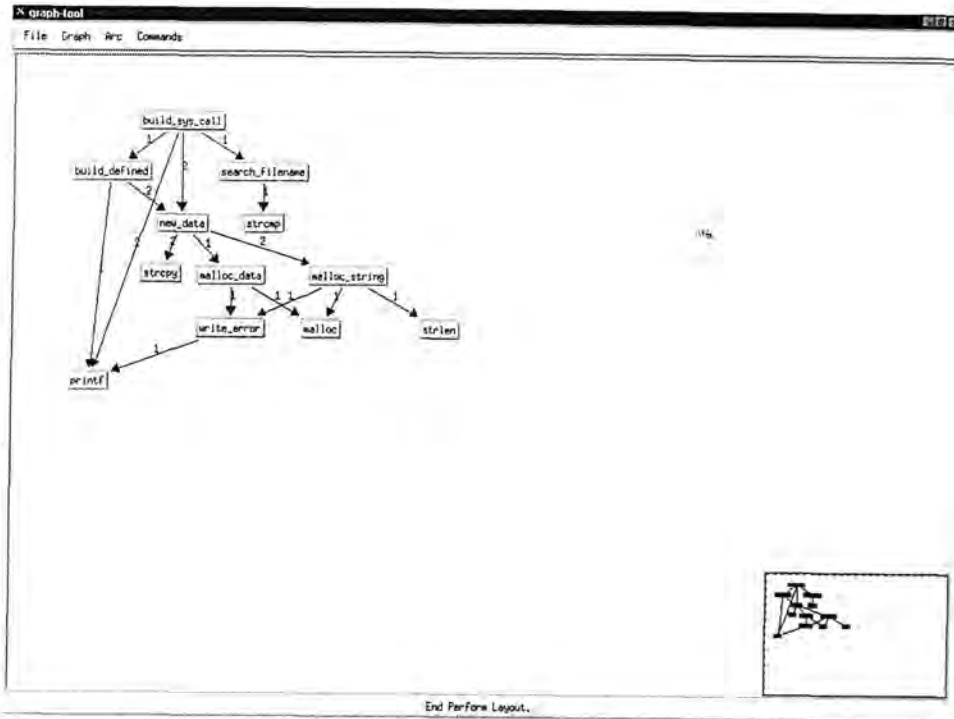 graph-tool
File Graph Arc Commands
build_sys_call
1 1
build_defined 2 search_filename
2 1
new_data strcmp
2 2 1 2
strcpy malloc_data malloc_string
1 1 1 1 1 1
write_error malloc strlen
1
printf
End Perform Layout.